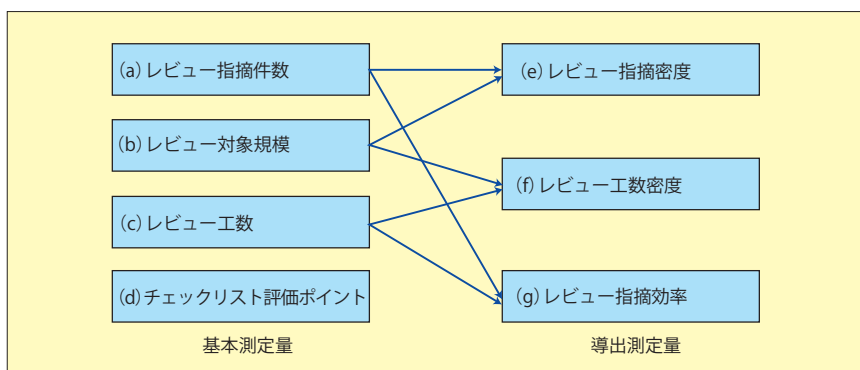 (a)レビュー指摘件数
(b)レビュー対象規模
(c)レビュー工数
(d)チェックリスト評価ポイント
基本測定量
(e)レビュー指摘密度
(f)レビュー工数密度
(g)レビュー指摘効率
導出測定量